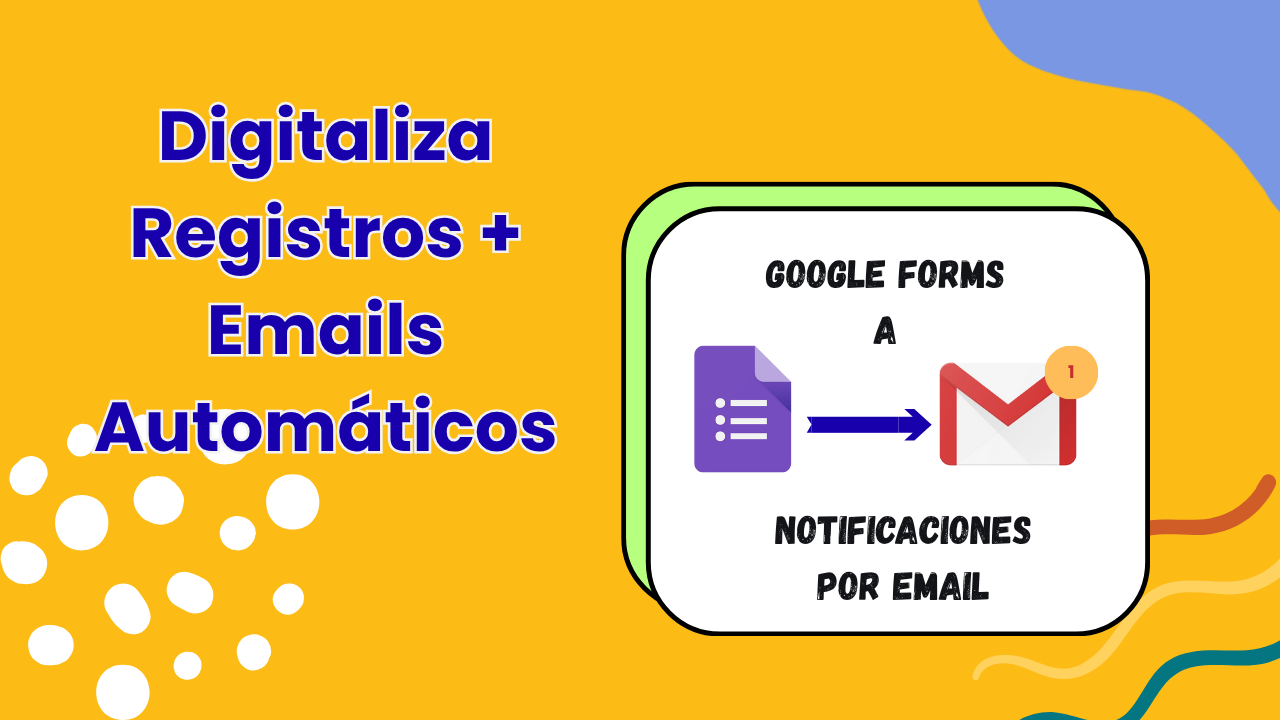 Digitaliza
Registros +
Emails
Automáticos
GOOGLE FORMS
A
1
NOTIFICACIONES
POR EMAIL